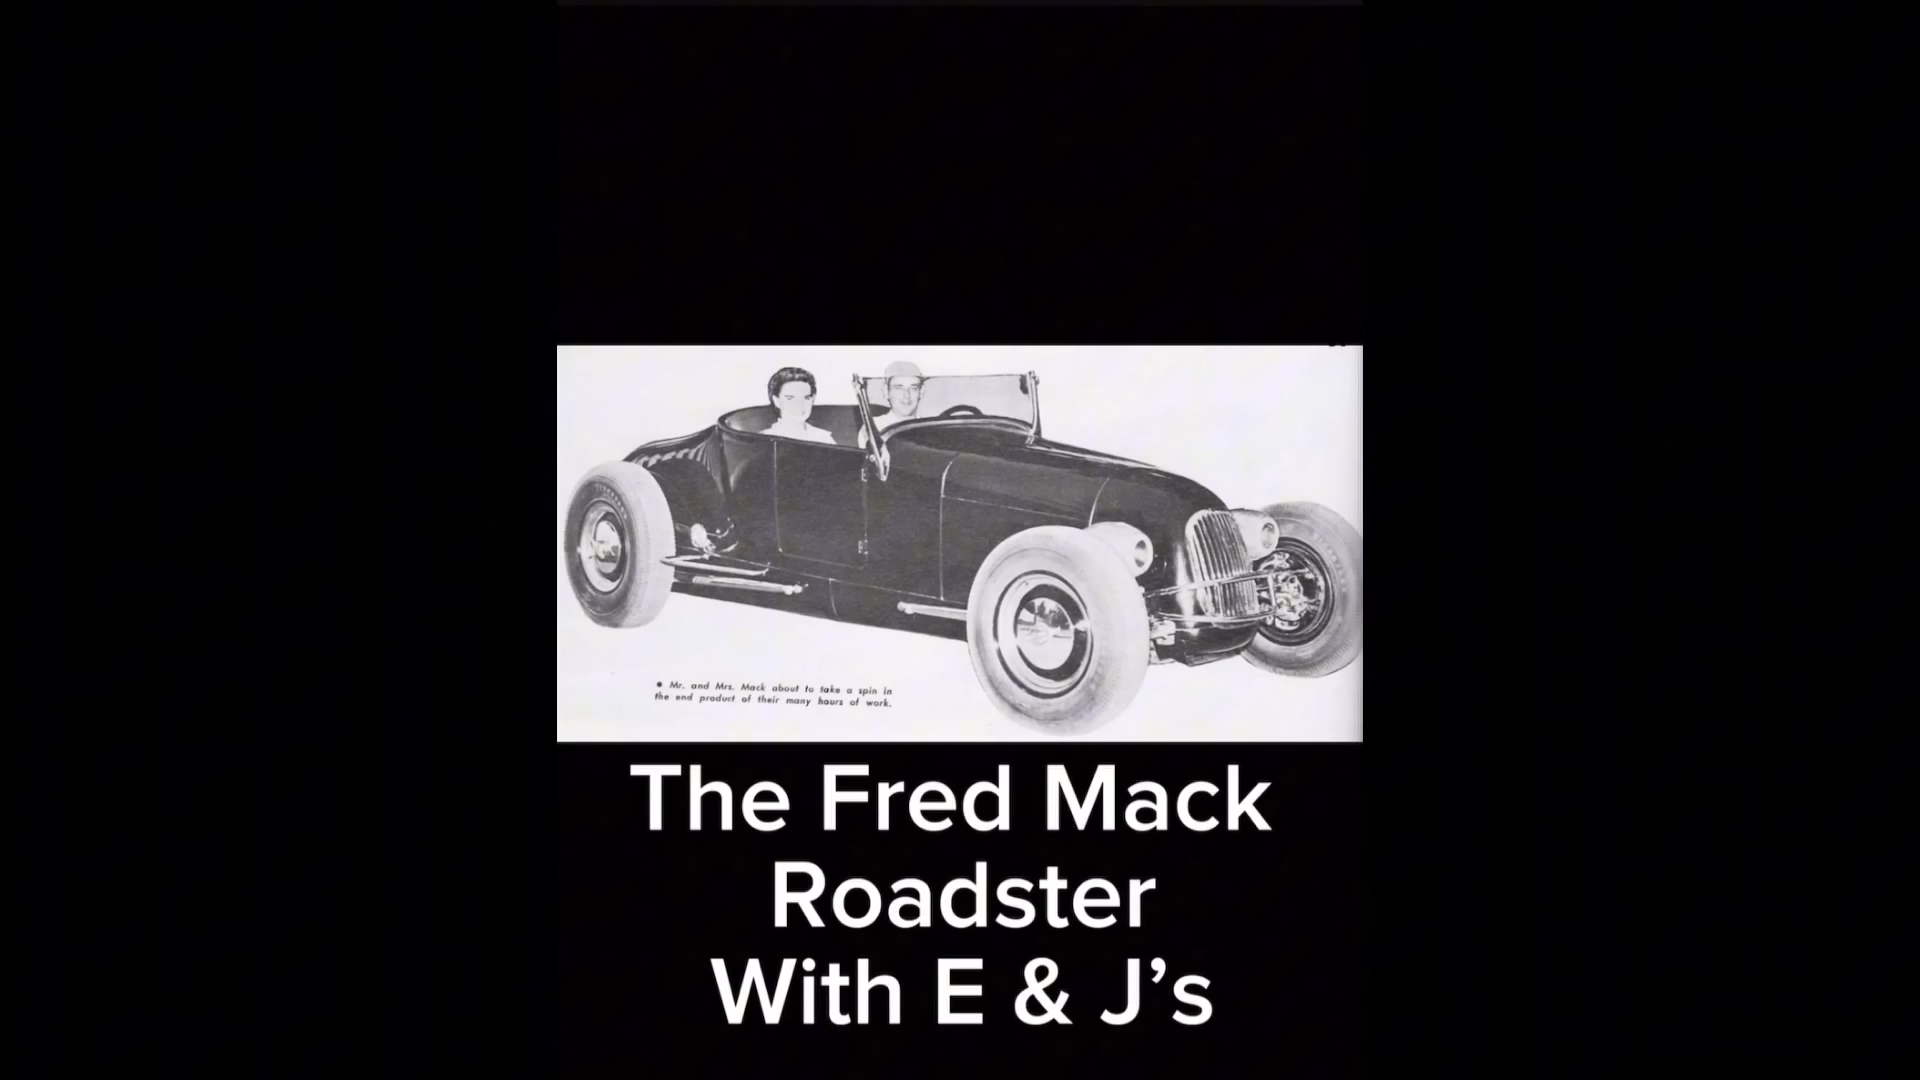 • Mr. and Mrs. Mack about to take a spin in
the end product of their many hours of work.
The Fred Mack
Roadster
With E & J’s